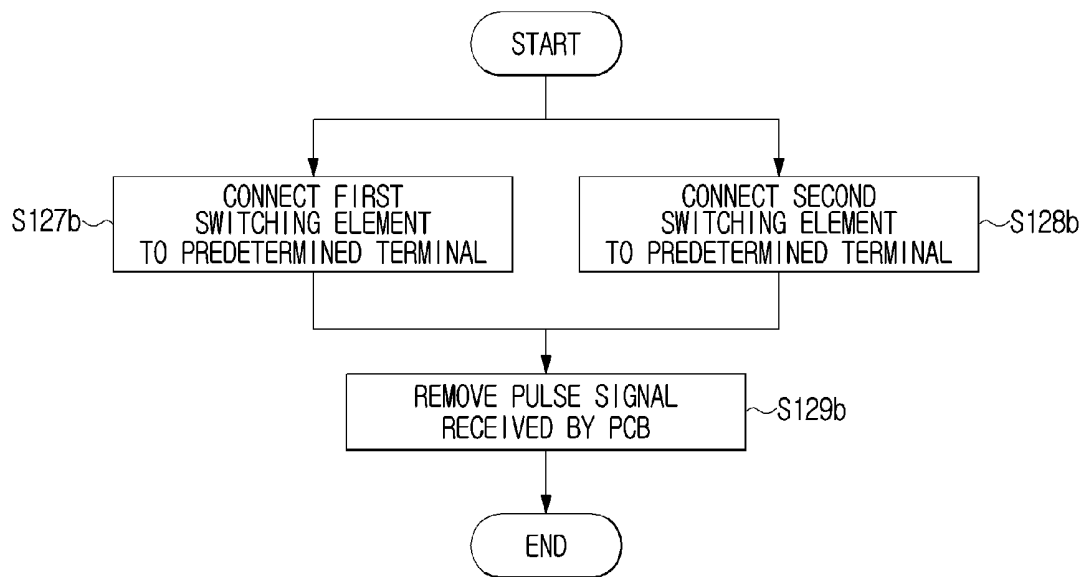 START
S127b
CONNECT FIRST
SWITCHING ELEMENT
TO PREDETERMINED TERMINAL
CONNECT SECOND
SWITCHING ELEMENT
TO PREDETERMINED TERMINAL
S128b
REMOVE PULSE SIGNAL
RECEIVED BY PCB
S129b
END